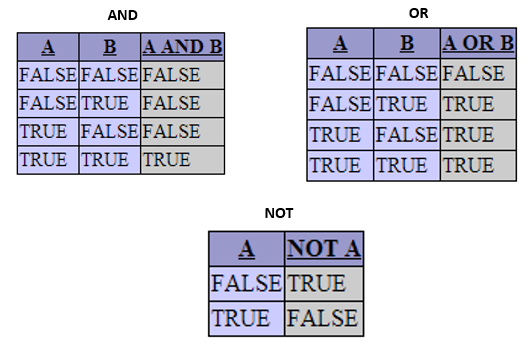 AND
A B A AND B
FALSE FALSE FALSE
FALSE TRUE FALSE
TRUE FALSE FALSE
TRUE TRUE TRUE
OR
A B A OR B
FALSE FALSE FALSE
FALSE TRUE TRUE
TRUE FALSE TRUE
TRUE TRUE TRUE
NOT
A NOT A
FALSE TRUE
TRUE FALSE